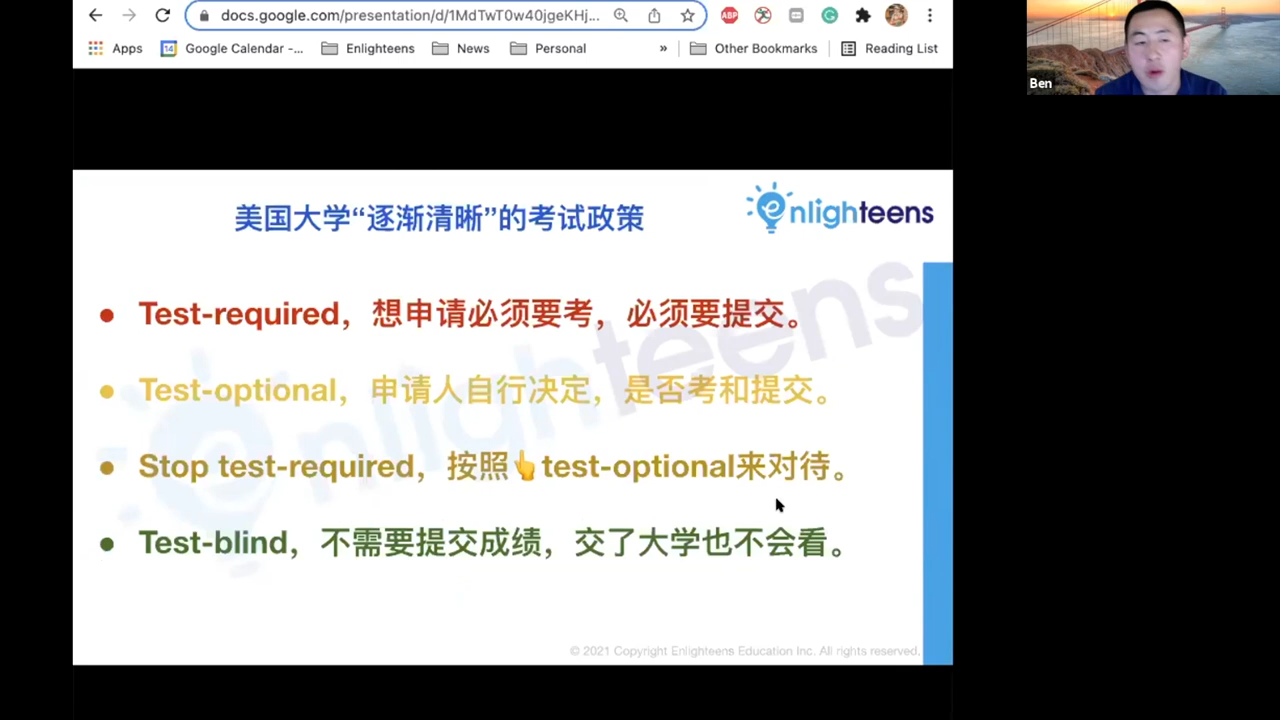 docs.google.com/presentation/d/1MdTwT0w40jgeKHj...
ABP
Apps
14
Google Calendar -...
Enlighteens
News
Personal
»
Other Bookmarks
Reading List
Ben
美国大学“逐渐清晰”的考试政策
enlighteens
• Test-required，想申请必须要考，必须要提交。
• Test-optional，申请人自行决定，是否考和提交。
• Stop test-required，按照👆test-optional来对待。
• Test-blind，不需要提交成绩，交了大学也不会看。
enlighteens
© 2021 Copyright Enlighteens Education Inc. All rights reserved.